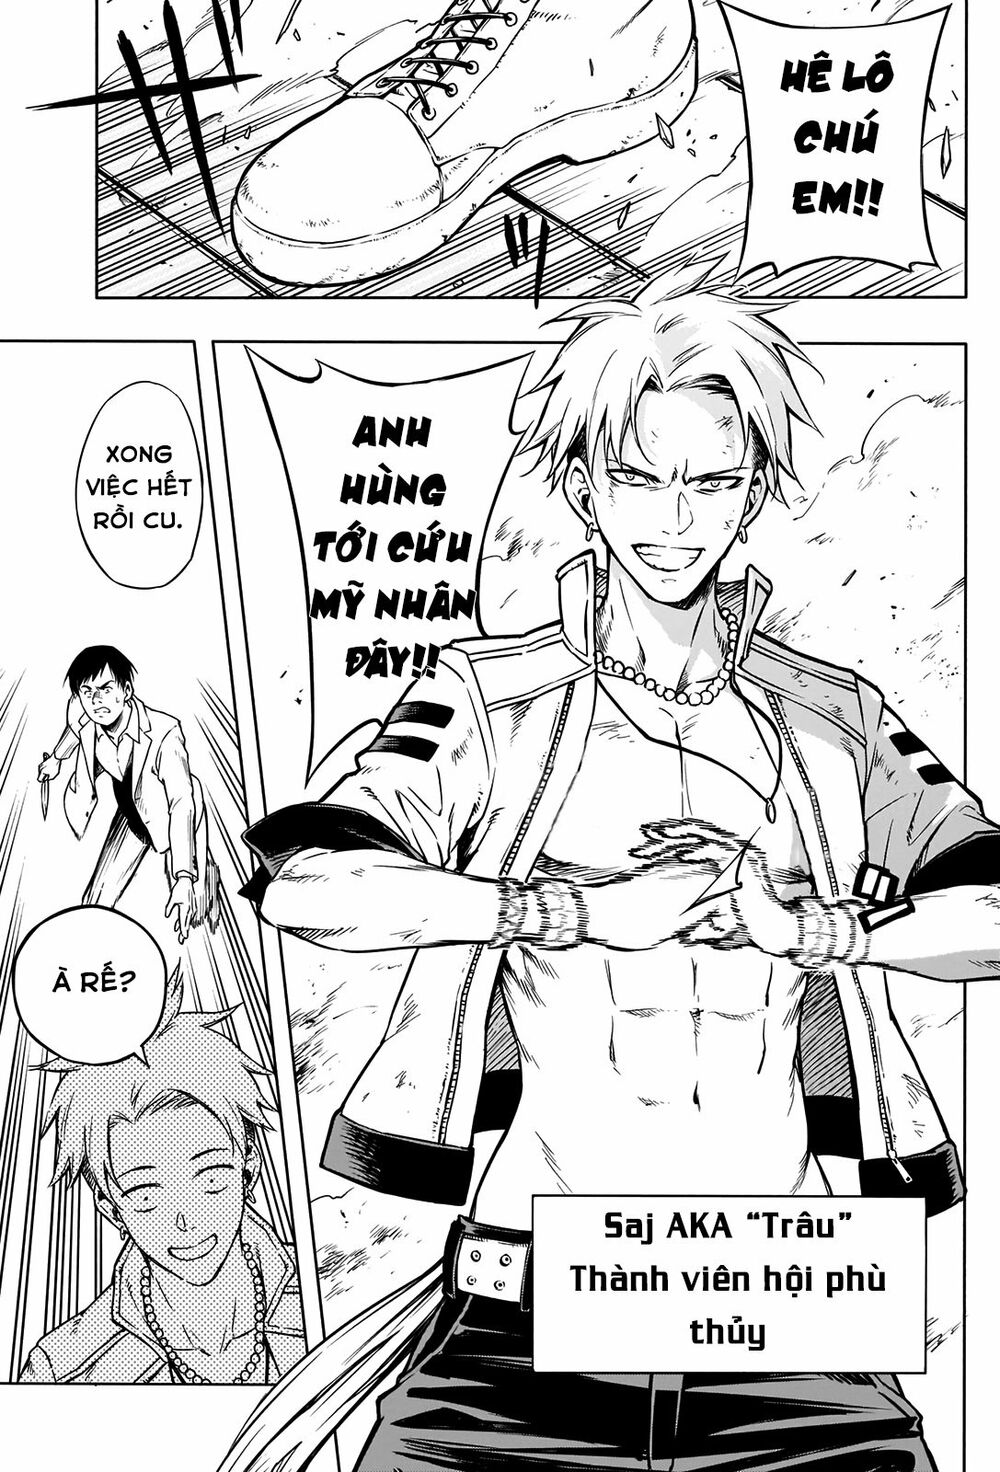 HÊ LÔ
CHÚ
EM!!
ANH
HÙNG
TỚI CỨU
MỸ NHÂN
ĐÂY!!
Saj AKA “Trâu”
Thành viên hội phù
thủy
XONG
VIỆC HẾT
RỒI CU.
À RẾ?